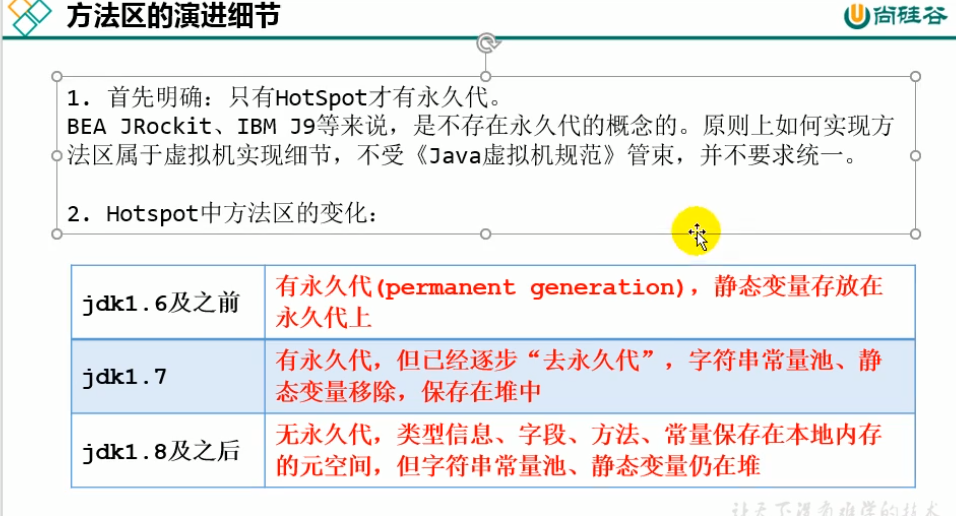 方法区的演进细节
尚硅谷
1. 首先明确：只有HotSpot才有永久代。
BEA JRockit、IBM J9等来说，是不存在永久代的概念的。原则上如何实现方
法区属于虚拟机实现细节，不受《Java虚拟机规范》管束，并不要求统一。
2. Hotspot中方法区的变化：
jdk1.6及之前
有永久代(permanent generation)，静态变量存放在
永久代上
jdk1.7
有永久代，但已经逐步“去永久代”，字符串常量池、静
态变量移除，保存在堆中
jdk1.8及之后
无永久代，类型信息、字段、方法、常量保存在本地内存
的元空间，但字符串常量池、静态变量仍在堆
让天下没有难学的技术